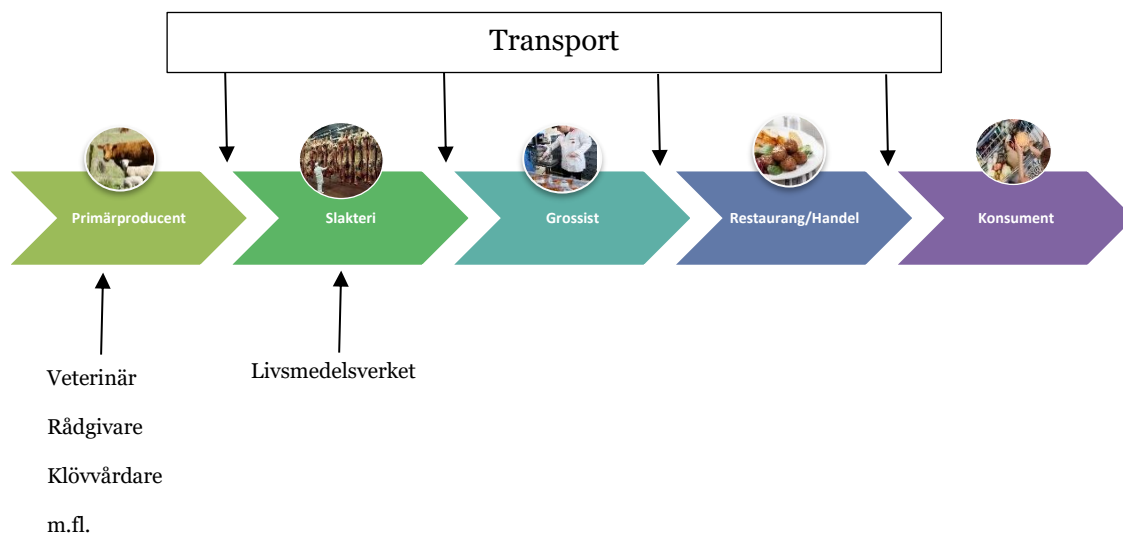 Transport
Primärproducent
Slakteri
Grossist
Restaurang/Handel
Konsument
Veterinär
Livsmedelsverket
Rådgivare
Klövvårdare
m.fl.